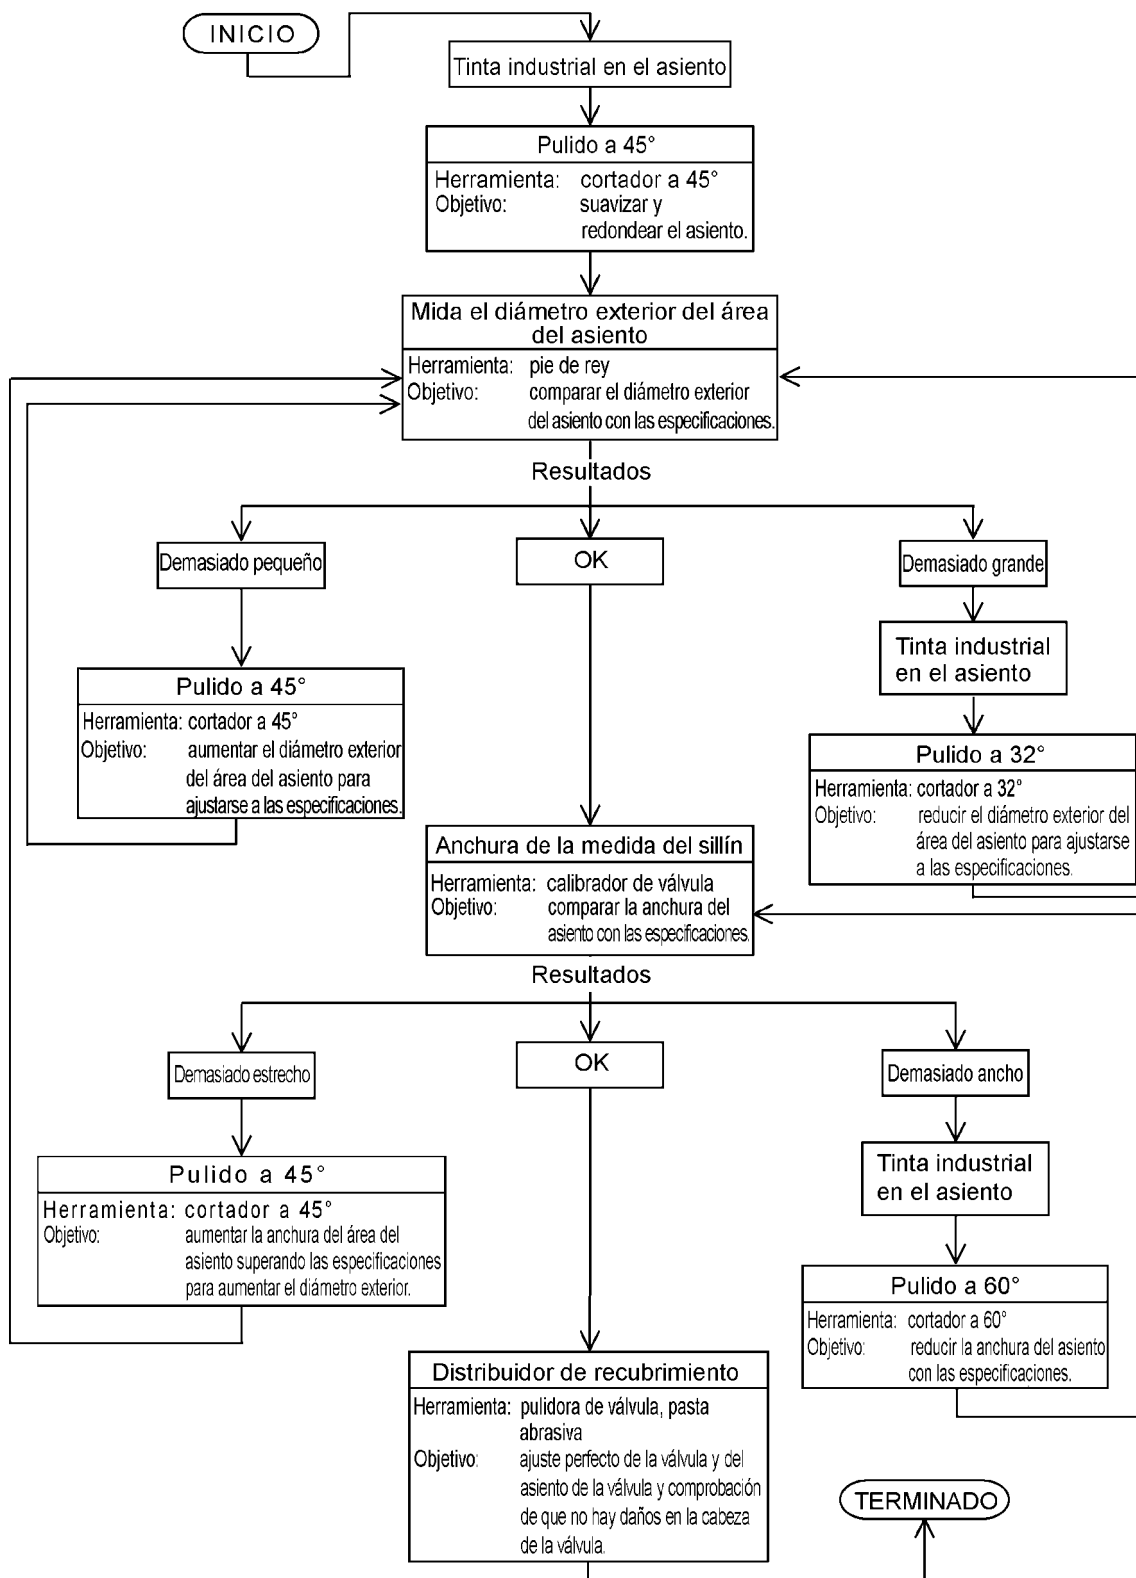 INICIO
Tinta industrial en el asiento
Pulido a 45°
Herramienta: cortador a 45°
Objetivo: suavizar y
redondear el asiento.
Mida el diámetro exterior del área
del asiento
Herramienta: pie de rey
Objetivo: comparar el diámetro exterior
del asiento con las especificaciones.
Resultados
Demasiado pequeño
OK
Demasiado grande
Tinta industrial
en el asiento
Pulido a 45°
Herramienta: cortador a 45°
Objetivo: aumentar el diámetro exterior
del área del asiento para
ajustarse a las especificaciones.
Pulido a 32°
Herramienta: cortador a 32°
Objetivo: reducir el diámetro exterior del
área del asiento para ajustarse
a las especificaciones.
Anchura de la medida del sillín
Herramienta: calibrador de válvula
Objetivo: comparar la anchura del
asiento con las especificaciones.
Resultados
Demasiado estrecho
OK
Demasiado ancho
Tinta industrial
en el asiento
Pulido a 45°
Herramienta: cortador a 45°
Objetivo: aumentar la anchura del área del
asiento superando las especificaciones
para aumentar el diámetro exterior.
Pulido a 60°
Herramienta: cortador a 60°
Objetivo: reducir la anchura del asiento
con las especificaciones.
Distribuidor de recubrimiento
Herramienta: pulidora de válvula, pasta
abrasiva
Objetivo: ajuste perfecto de la válvula y del
asiento de la válvula y comprobación
de que no hay daños en la cabeza
de la válvula.
TERMINADO